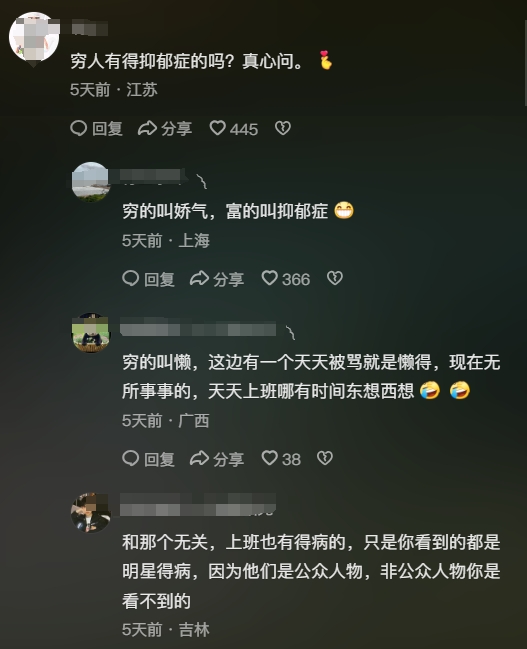 穷人有得抑郁症的吗？真心问。
5天前 · 江苏
回复 分享 445
穷的叫娇气，富的叫抑郁症
5天前 · 上海
回复 分享 366
穷的叫懒，这边有一个天天被骂就是懒得，现在无
所事事的，天天上班哪有时间东想西想
5天前 · 广西
回复 分享 38
和那个无关，上班也有得病的，只是你看到的都是
明星得病，因为他们是公众人物，非公众人物你是
看不到的
5天前 · 吉林